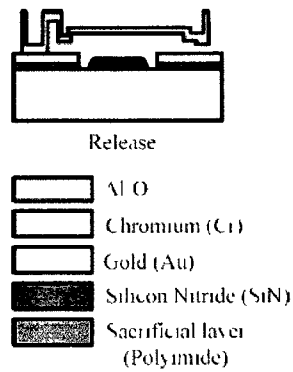 Release
Al O
Chromium (Cr)
Gold (Au)
Silicon Nitride (SiN)
Sacrificial layer
(Polyimide)